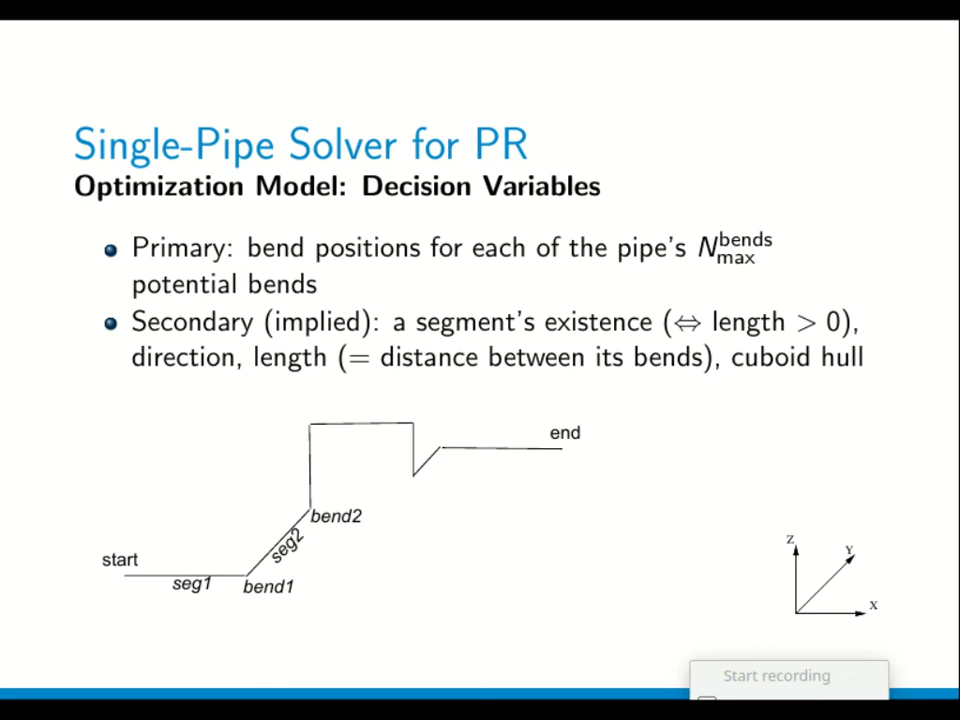 Single-Pipe Solver for PR
Optimization Model: Decision Variables
Primary: bend positions for each of the pipe's N_max^bends
potential bends
Secondary (implied): a segment's existence (⇔ length > 0),
direction, length (= distance between its bends), cuboid hull
end
bend2
seg2
start
seg1
bend1
Z
Y
X
Start recording